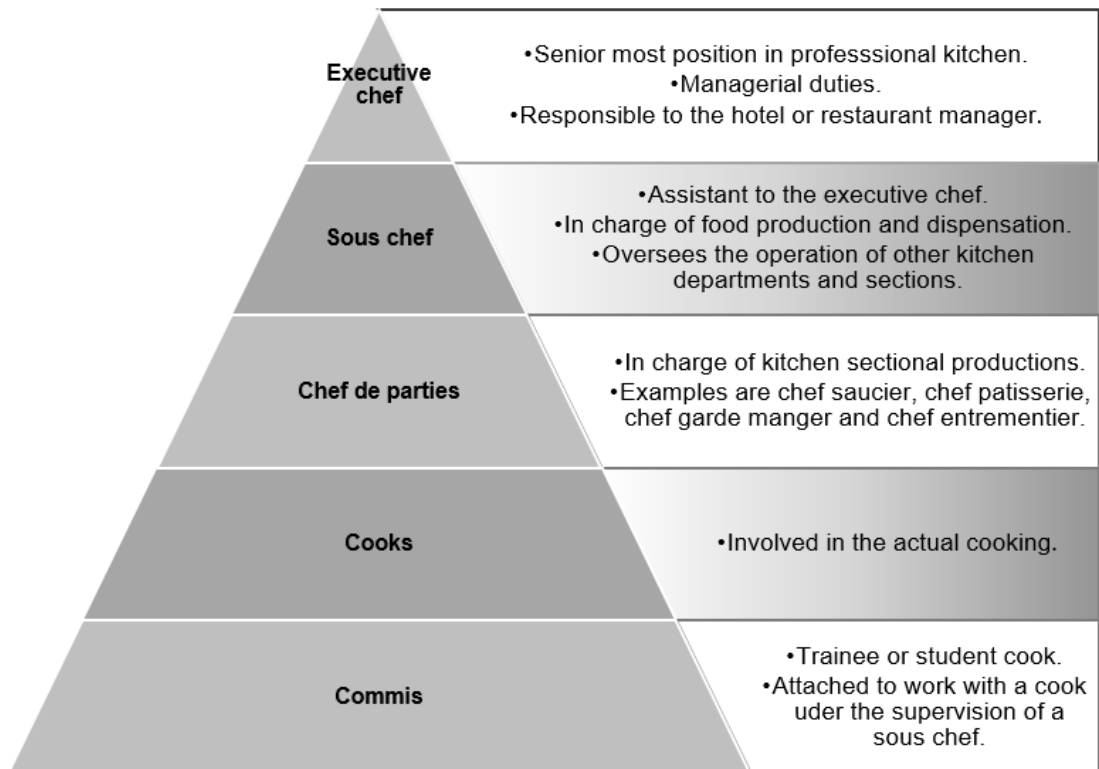 Executive
chef
•Senior most position in professsional kitchen.
•Managerial duties.
•Responsible to the hotel or restaurant manager.
Sous chef
•Assistant to the executive chef.
•In charge of food production and dispensation.
•Oversees the operation of other kitchen
departments and sections.
Chef de parties
•In charge of kitchen sectional productions.
•Examples are chef saucier, chef patisserie,
chef garde manger and chef entrementier.
Cooks
•Involved in the actual cooking.
Commis
•Trainee or student cook.
•Attached to work with a cook
uder the supervision of a
sous chef.